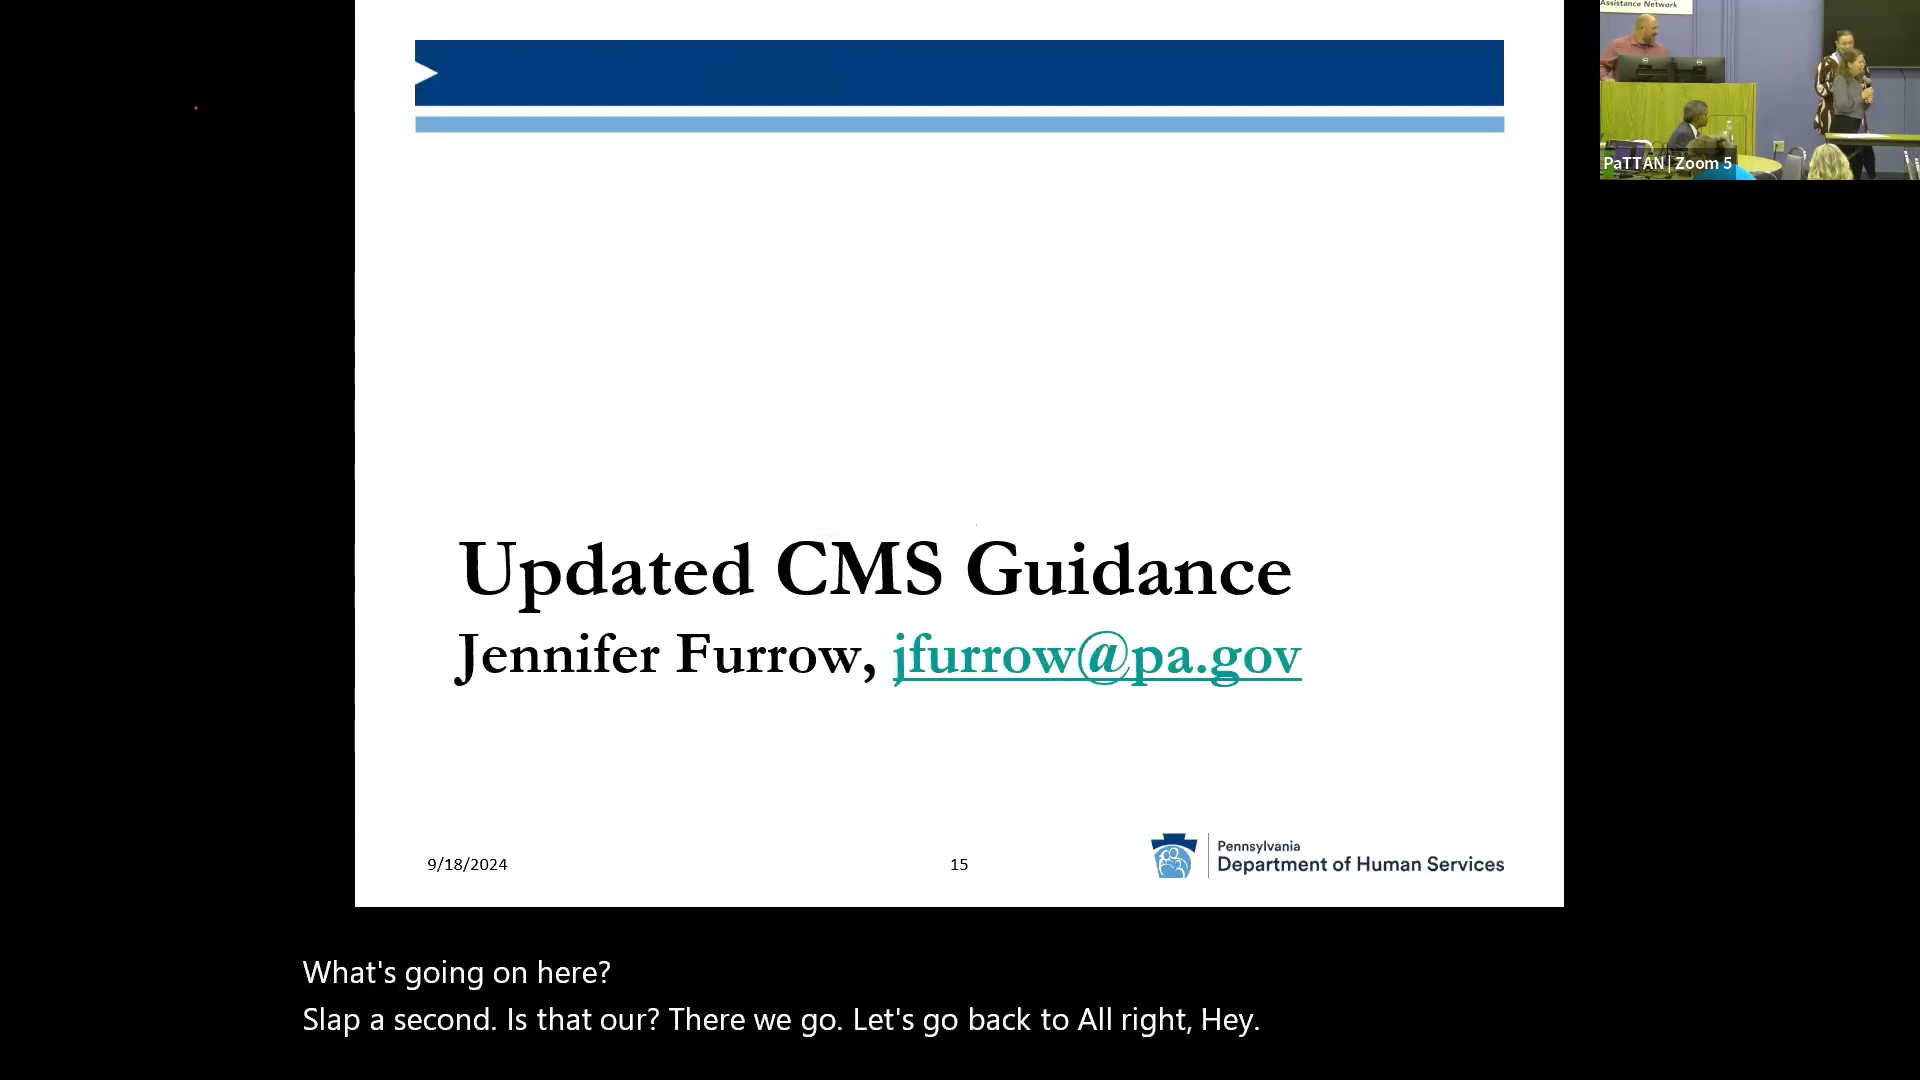 Assistance Network
PaTTAN | Zoom 5
Updated CMS Guidance
Jennifer Furrow, jfurrow@pa.gov
9/18/2024
15
Pennsylvania
Department of Human Services
What's going on here?
Slap a second. Is that our? There we go. Let's go back to All right, Hey.